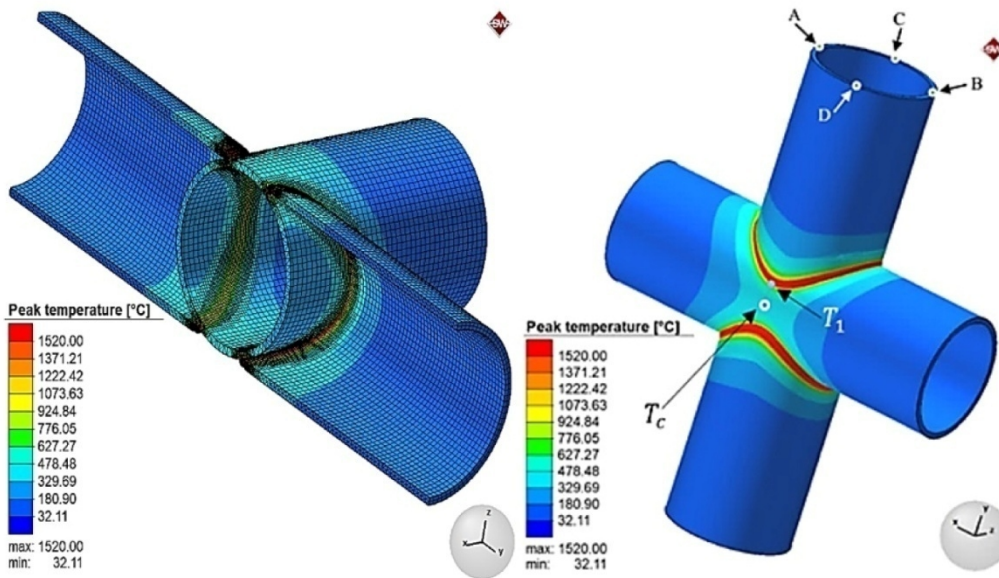 Peak temperature [°C]
1520.00
1371.21
1222.42
1073.63
924.84
776.05
627.27
478.48
329.69
180.90
32.11
max: 1520.00
min: 32.11
z
x
y
SW
A
C
B
D
T₁
T_c
Peak temperature [°C]
1520.00
1371.21
1222.42
1073.63
924.84
776.05
627.27
478.48
329.69
180.90
32.11
max: 1520.00
min: 32.11
y
x
z